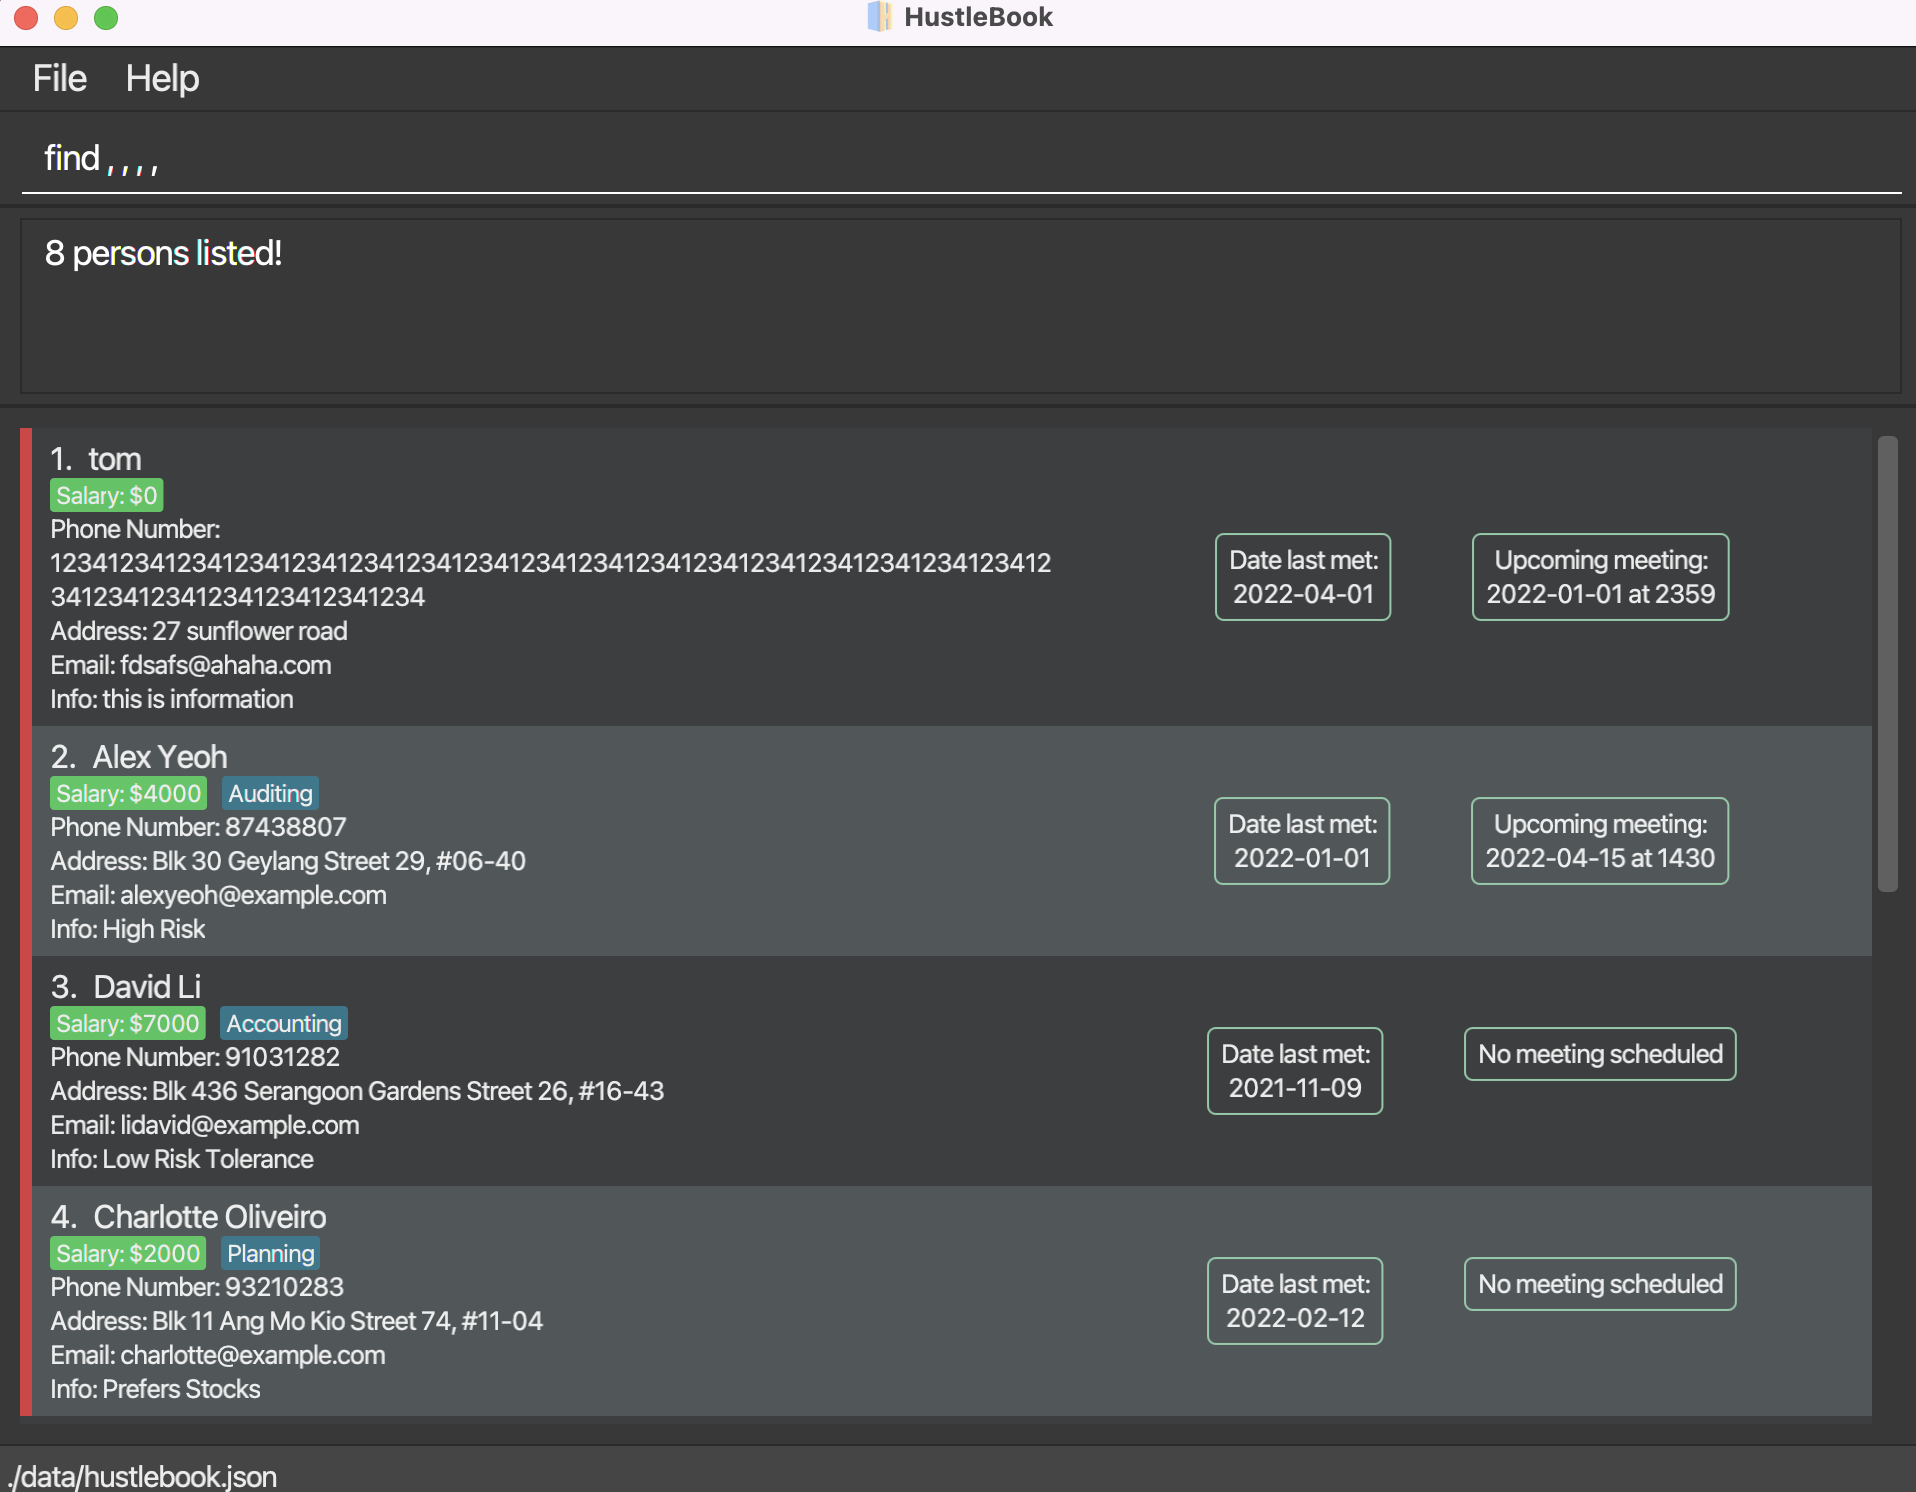 HustleBook
File Help
find , , , ,
8 persons listed!
1. tom
Salary: $0
Phone Number:
1234123412341234123412341234123412341234123412341234123412341234123412
34123412341234123412341234
Address: 27 sunflower road
Email: fdsafs@ahaha.com
Info: this is information
Date last met:
2022-04-01
Upcoming meeting:
2022-01-01 at 2359
2. Alex Yeoh
Salary: $4000 Auditing
Phone Number: 87438807
Address: Blk 30 Geylang Street 29, #06-40
Email: alexyeoh@example.com
Info: High Risk
Date last met:
2022-01-01
Upcoming meeting:
2022-04-15 at 1430
3. David Li
Salary: $7000 Accounting
Phone Number: 91031282
Address: Blk 436 Serangoon Gardens Street 26, #16-43
Email: lidavid@example.com
Info: Low Risk Tolerance
Date last met:
2021-11-09
No meeting scheduled
4. Charlotte Oliveiro
Salary: $2000 Planning
Phone Number: 93210283
Address: Blk 11 Ang Mo Kio Street 74, #11-04
Email: charlotte@example.com
Info: Prefers Stocks
Date last met:
2022-02-12
No meeting scheduled
./data/hustlebook.json